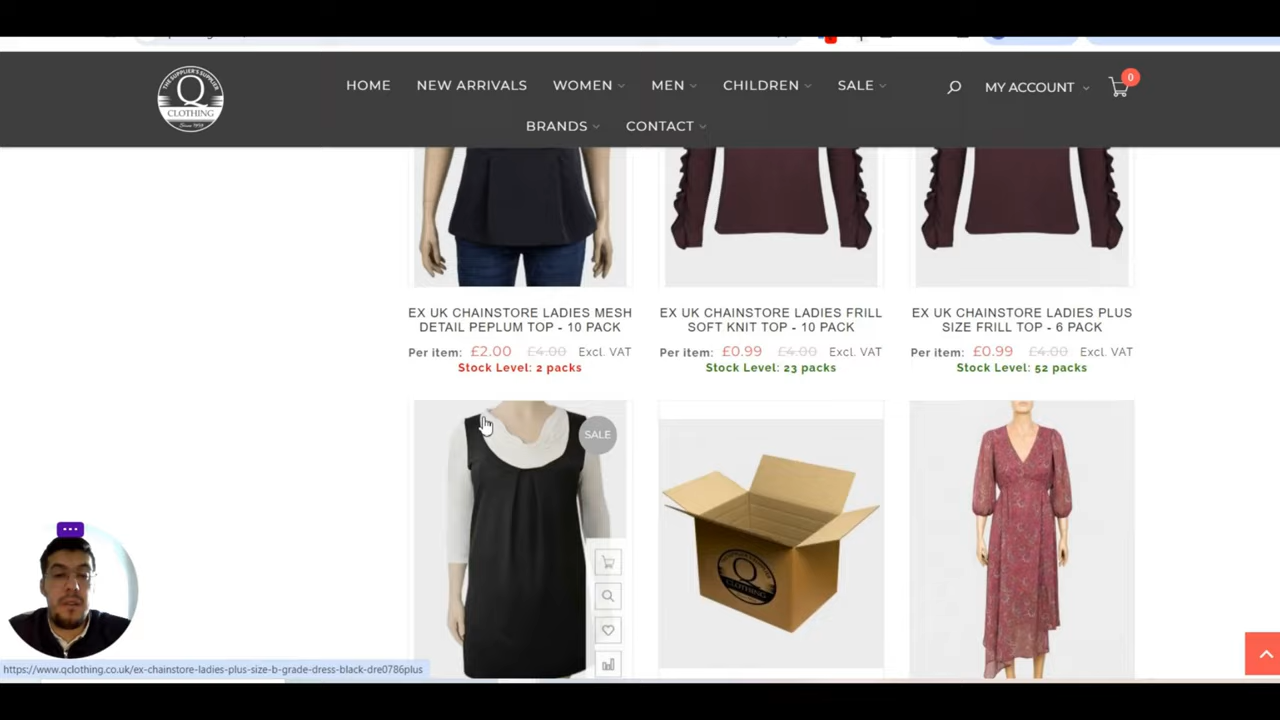 HOME
NEW ARRIVALS
WOMEN
MEN
CHILDREN
SALE
MY ACCOUNT
0
BRANDS
CONTACT
THE SUPPLIER'S SUPPLIER
Q
CLOTHING
Since 1979
EX UK CHAINSTORE LADIES MESH
DETAIL PEPLUM TOP - 10 PACK
Per item: £2.00 £4.00 Excl. VAT
Stock Level: 2 packs
EX UK CHAINSTORE LADIES FRILL
SOFT KNIT TOP - 10 PACK
Per item: £0.99 £4.00 Excl. VAT
Stock Level: 23 packs
EX UK CHAINSTORE LADIES PLUS
SIZE FRILL TOP - 6 PACK
Per item: £0.99 £4.00 Excl. VAT
Stock Level: 52 packs
SALE
Q
CLOTHING
https://www.qclothing.co.uk/ex-chainstore-ladies-plus-size-b-grade-dress-black-dre0786plus